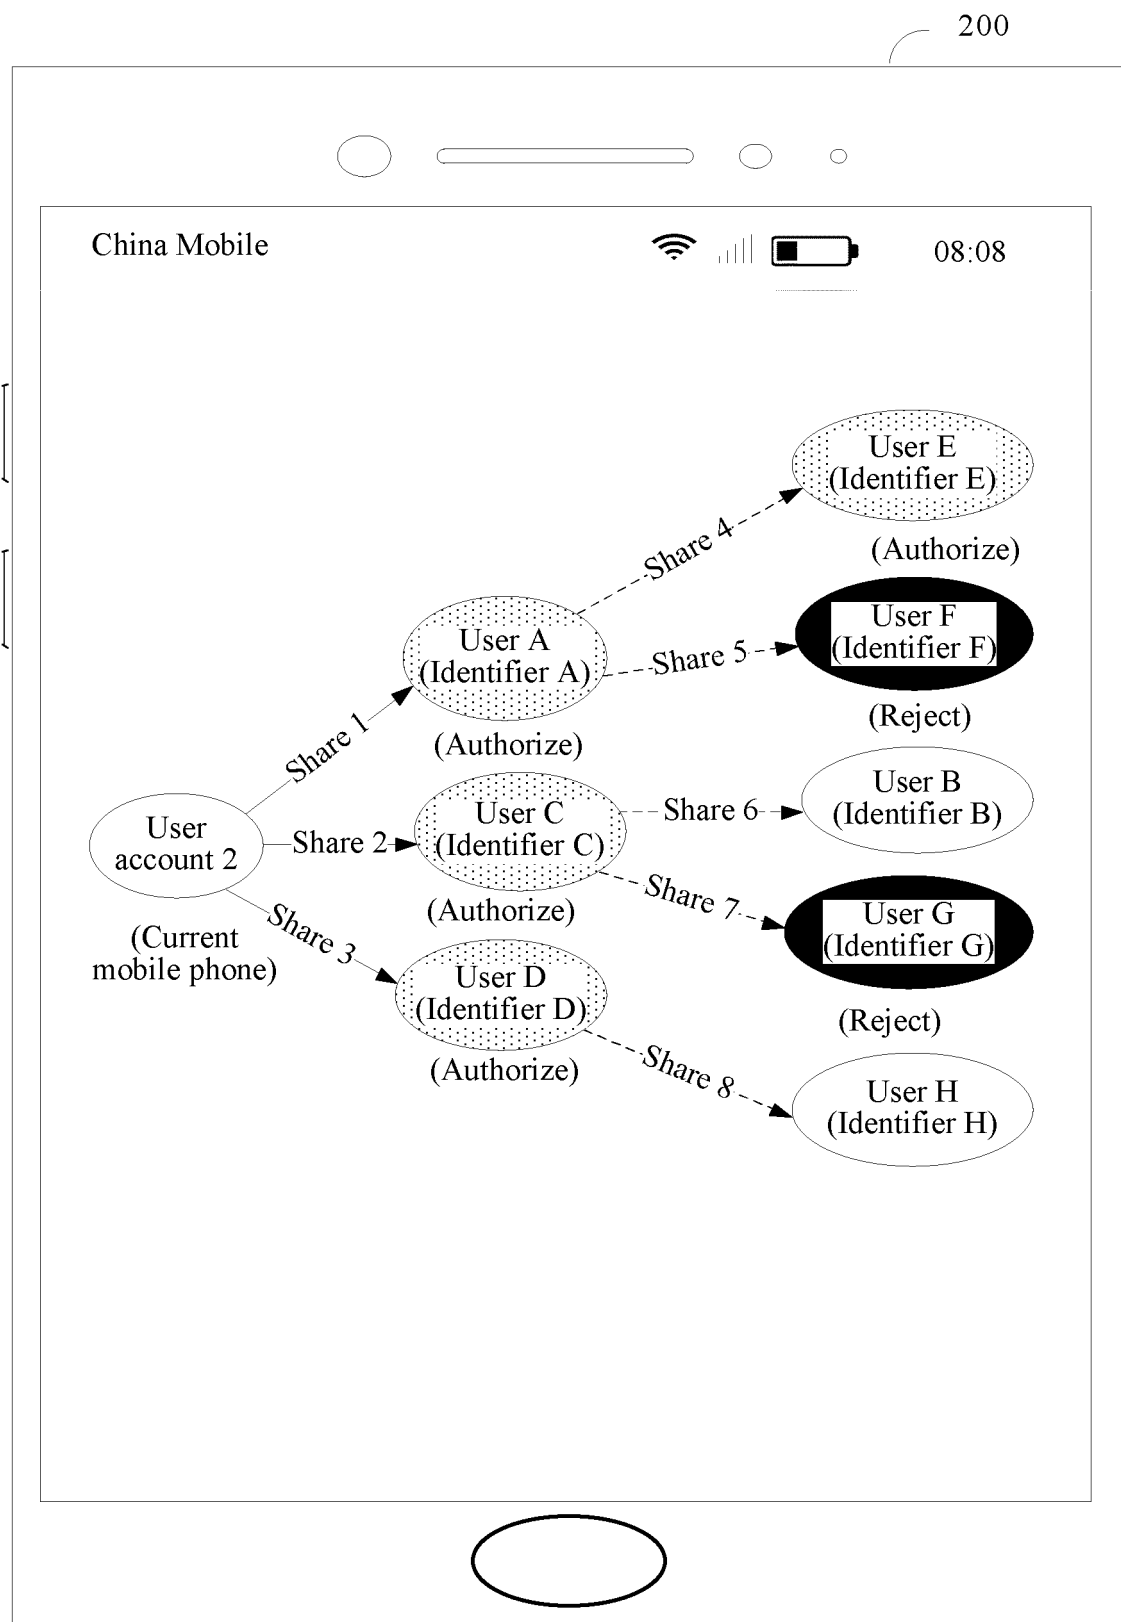 200
China Mobile
08:08
User E
(Identifier E)
(Authorize)
Share 4
User F
(Identifier F)
(Reject)
Share 5
User A
(Identifier A)
(Authorize)
Share 1
User B
(Identifier B)
Share 6
User C
(Identifier C)
(Authorize)
Share 2
User
account 2
(Current
mobile phone)
Share 7
User G
(Identifier G)
(Reject)
Share 3
User D
(Identifier D)
(Authorize)
Share 8
User H
(Identifier H)